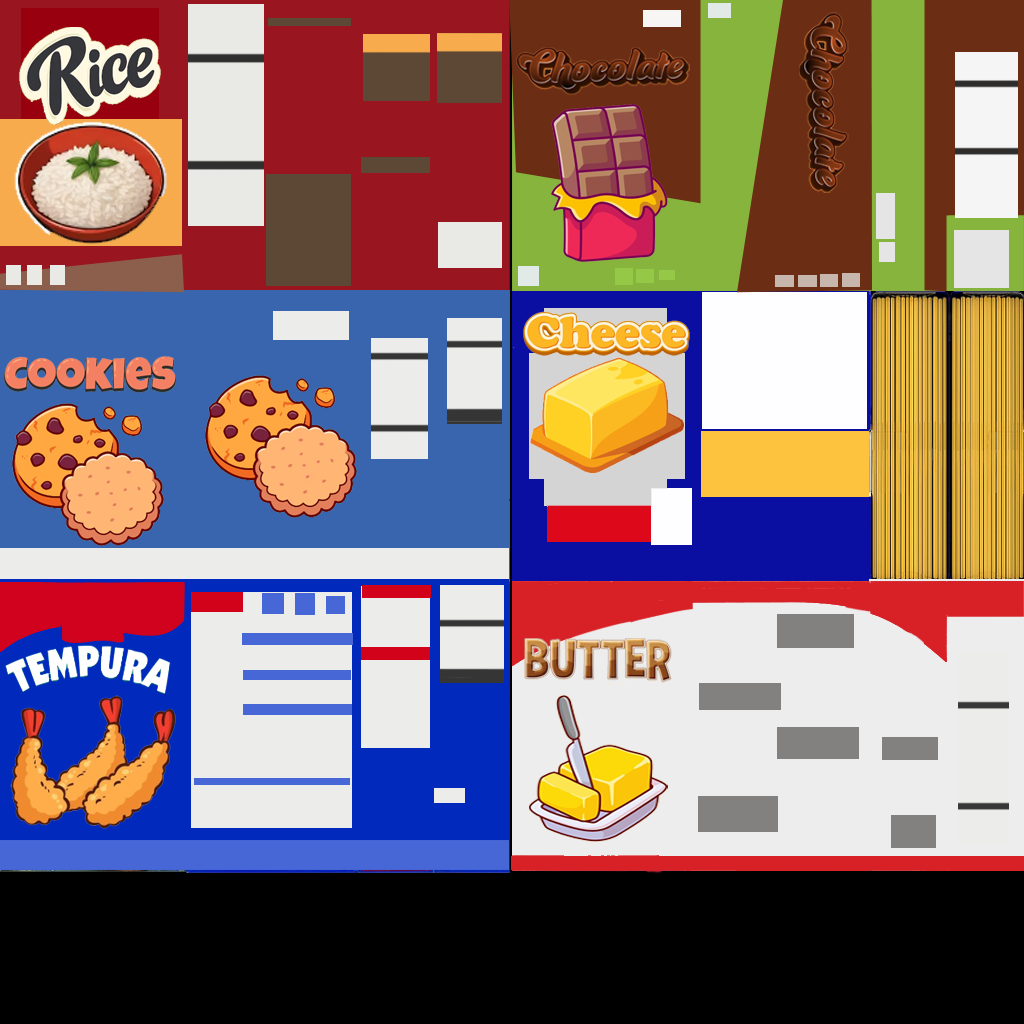 Rice
Chocolate
Chocolate
COOKIES
Cheese
TEMPURA
BUTTER